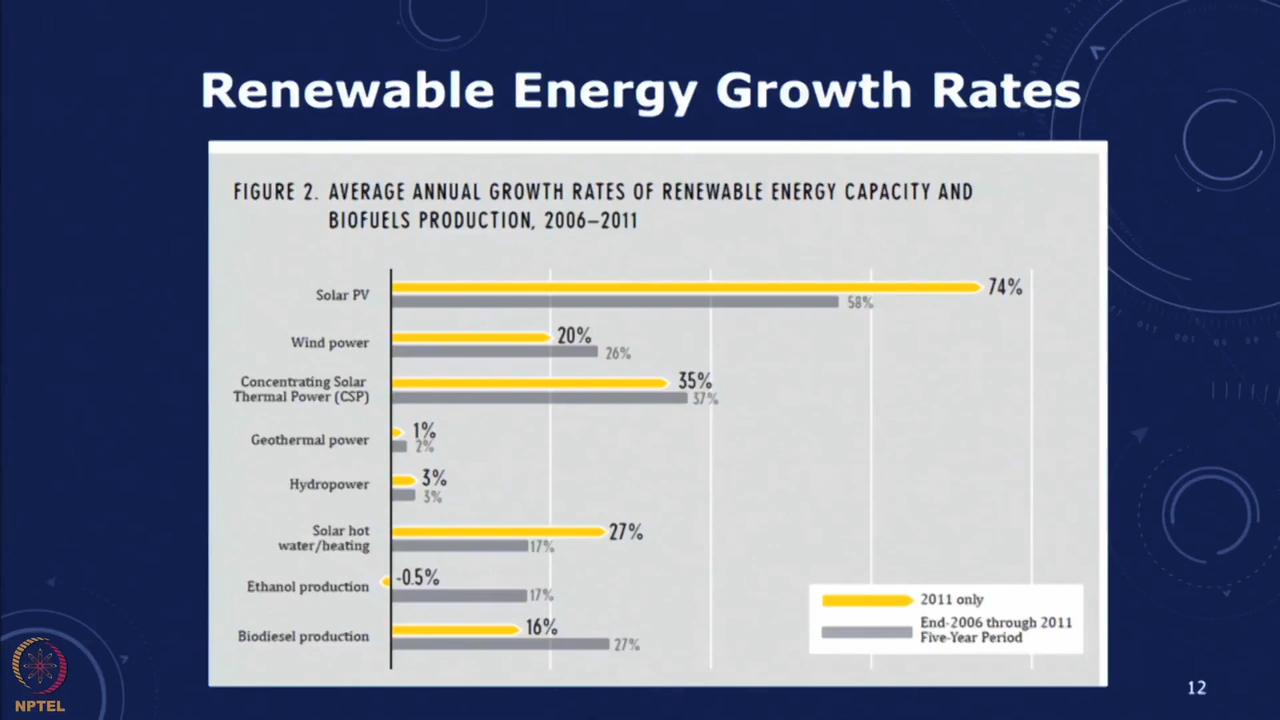 Renewable Energy Growth Rates
FIGURE 2. AVERAGE ANNUAL GROWTH RATES OF RENEWABLE ENERGY CAPACITY AND
BIOFUELS PRODUCTION, 2006–2011
Solar PV
74%
58%
Wind power
20%
26%
Concentrating Solar
Thermal Power (CSP)
35%
37%
Geothermal power
1%
2%
Hydropower
3%
3%
Solar hot
water/heating
27%
17%
Ethanol production
-0.5%
17%
Biodiesel production
16%
27%
2011 only
End-2006 through 2011
Five-Year Period
NPTEL
12